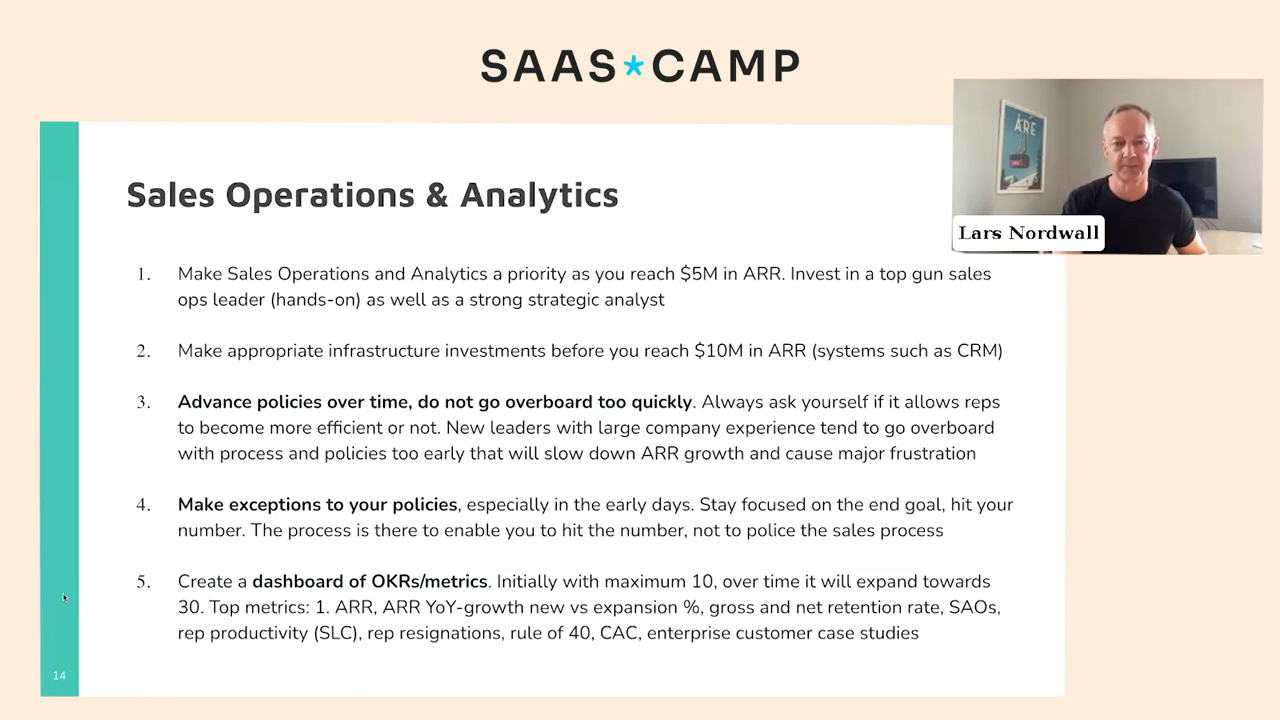 SAAS*CAMP
ÅRE
Lars Nordwall
Sales Operations & Analytics
1. Make Sales Operations and Analytics a priority as you reach $5M in ARR. Invest in a top gun sales
ops leader (hands-on) as well as a strong strategic analyst
2. Make appropriate infrastructure investments before you reach $10M in ARR (systems such as CRM)
3. Advance policies over time, do not go overboard too quickly. Always ask yourself if it allows reps
to become more efficient or not. New leaders with large company experience tend to go overboard
with process and policies too early that will slow down ARR growth and cause major frustration
4. Make exceptions to your policies, especially in the early days. Stay focused on the end goal, hit your
number. The process is there to enable you to hit the number, not to police the sales process
5. Create a dashboard of OKRs/metrics. Initially with maximum 10, over time it will expand towards
30. Top metrics: 1. ARR, ARR YoY-growth new vs expansion %, gross and net retention rate, SAOs,
rep productivity (SLC), rep resignations, rule of 40, CAC, enterprise customer case studies
14